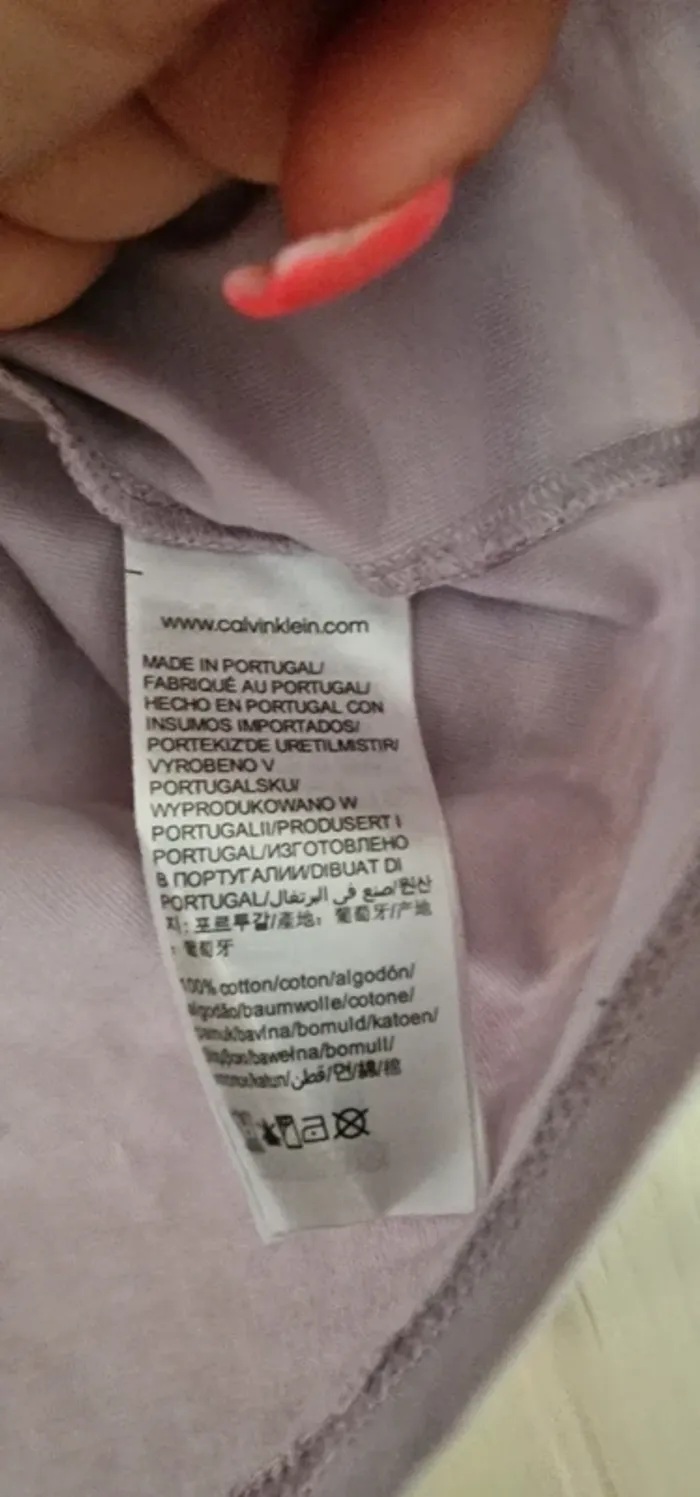 www.calvinklein.com
MADE IN PORTUGAL/
FABRIQUÉ AU PORTUGAL/
HECHO EN PORTUGAL CON
INSUMOS IMPORTADOS/
PORTEKIZ'DE URETILMISTIR/
VYROBENO V
PORTUGALSKU/
WYPRODUKOWANO W
PORTUGALII/PRODUSERT I
PORTUGAL/ИЗГОТОВЛЕНО
В ПОРТУГАЛИИ/DIBUAT DI
PORTUGAL/صنع في البرتغال/원산
지: 포르투갈/產地: 葡萄牙/产地
: 葡萄牙
100% cotton/coton/algodón/
algodão/baumwolle/cotone/
pamuk/bavlna/bomuld/katoen/
bawełna/bomull/
katun/قطن/면/綿/棉